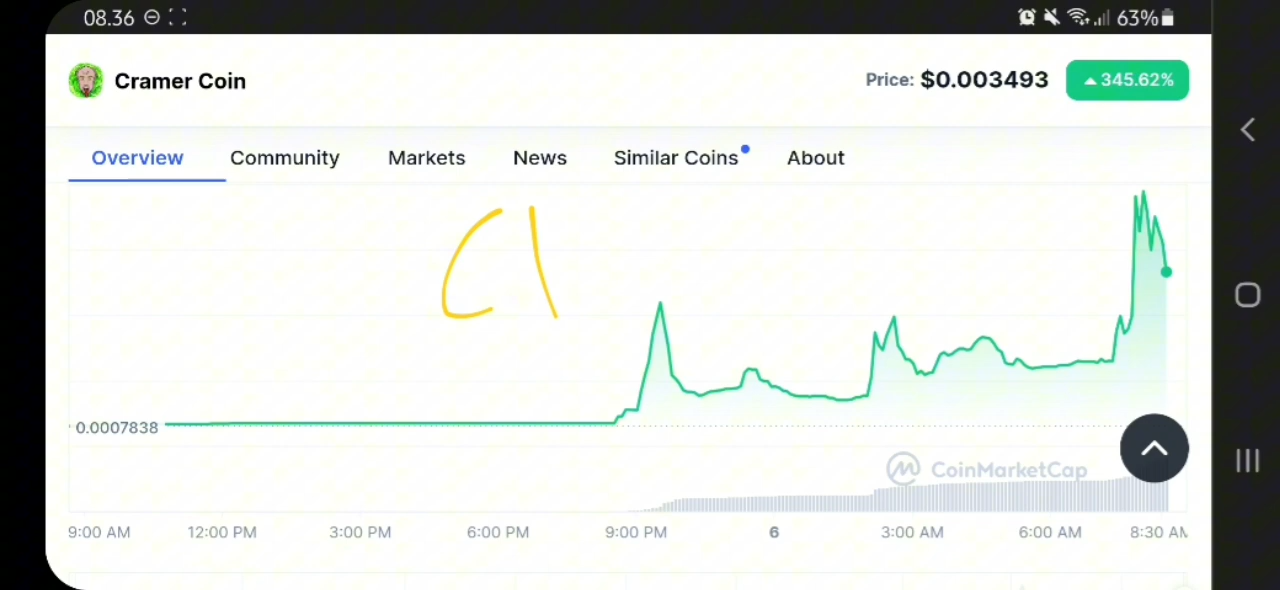 08.36 63%
Cramer Coin Price: $0.003493 345.62%
Overview Community Markets News Similar Coins About
0.0007838
CoinMarketCap
9:00 AM 12:00 PM 3:00 PM 6:00 PM 9:00 PM 6 3:00 AM 6:00 AM 8:30 AM